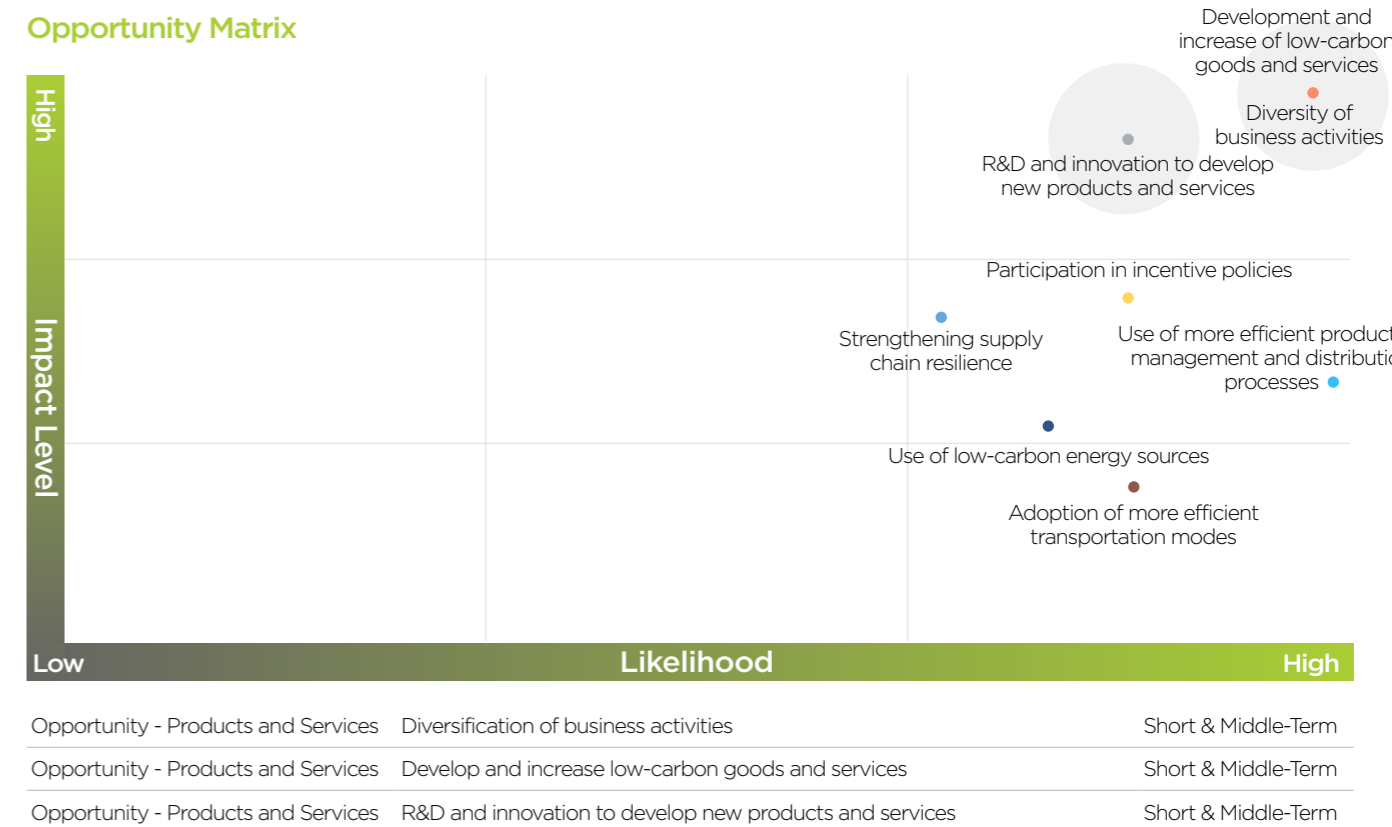 Opportunity Matrix
Development and
increase of low-carbon
goods and services
Diversity of
business activities
R&D and innovation to develop
new products and services
Participation in incentive policies
Strengthening supply
chain resilience
Use of more efficient product
management and distributio
processes
Use of low-carbon energy sources
Adoption of more efficient
transportation modes
High
Impact Level
Low
Likelihood
High
Opportunity - Products and Services Diversification of business activities Short & Middle-Term
Opportunity - Products and Services Develop and increase low-carbon goods and services Short & Middle-Term
Opportunity - Products and Services R&D and innovation to develop new products and services Short & Middle-Term